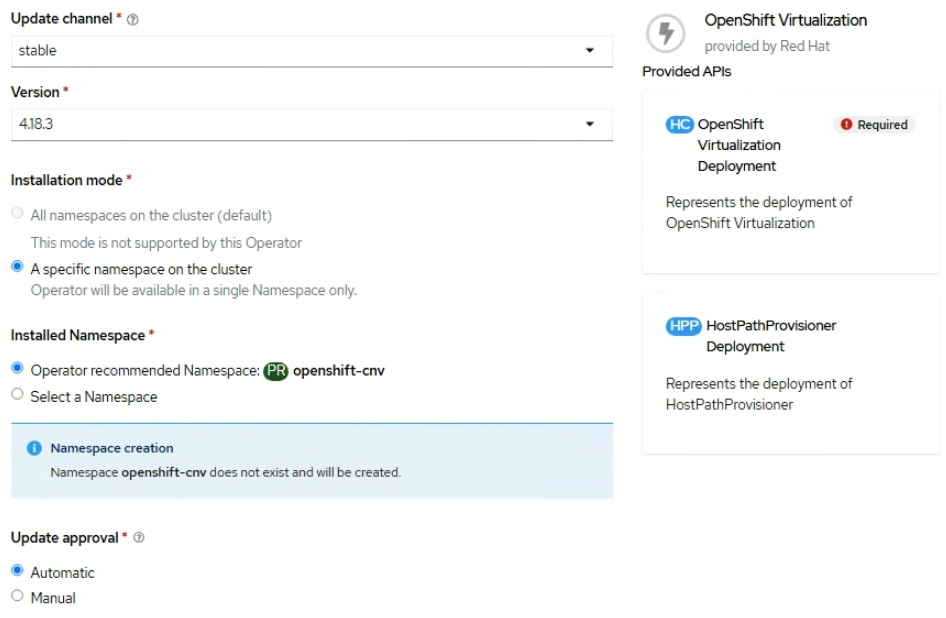 Update channel *
stable
Version *
4.18.3
Installation mode *
All namespaces on the cluster (default)
This mode is not supported by this Operator
A specific namespace on the cluster
Operator will be available in a single Namespace only.
Installed Namespace *
Operator recommended Namespace: PR openshift-cnv
Select a Namespace
Namespace creation
Namespace openshift-cnv does not exist and will be created.
Update approval *
Automatic
Manual
OpenShift Virtualization
provided by Red Hat
Provided APIs
HC OpenShift
Virtualization
Deployment
Required
Represents the deployment of
OpenShift Virtualization
HPP HostPathProvisioner
Deployment
Represents the deployment of
HostPathProvisioner